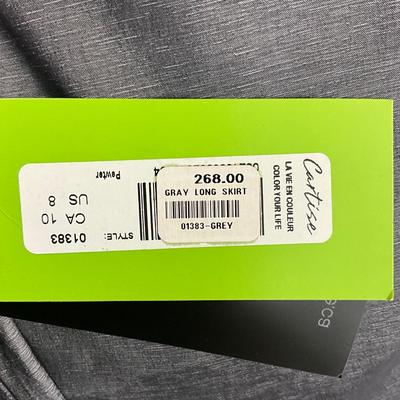 Cartise
LA VIE EN COULEUR
COLOR YOUR LIFE
268.00
GRAY LONG SKIRT
01383-GREY
Pewter
STYLE: 01383
CA 10
US 8